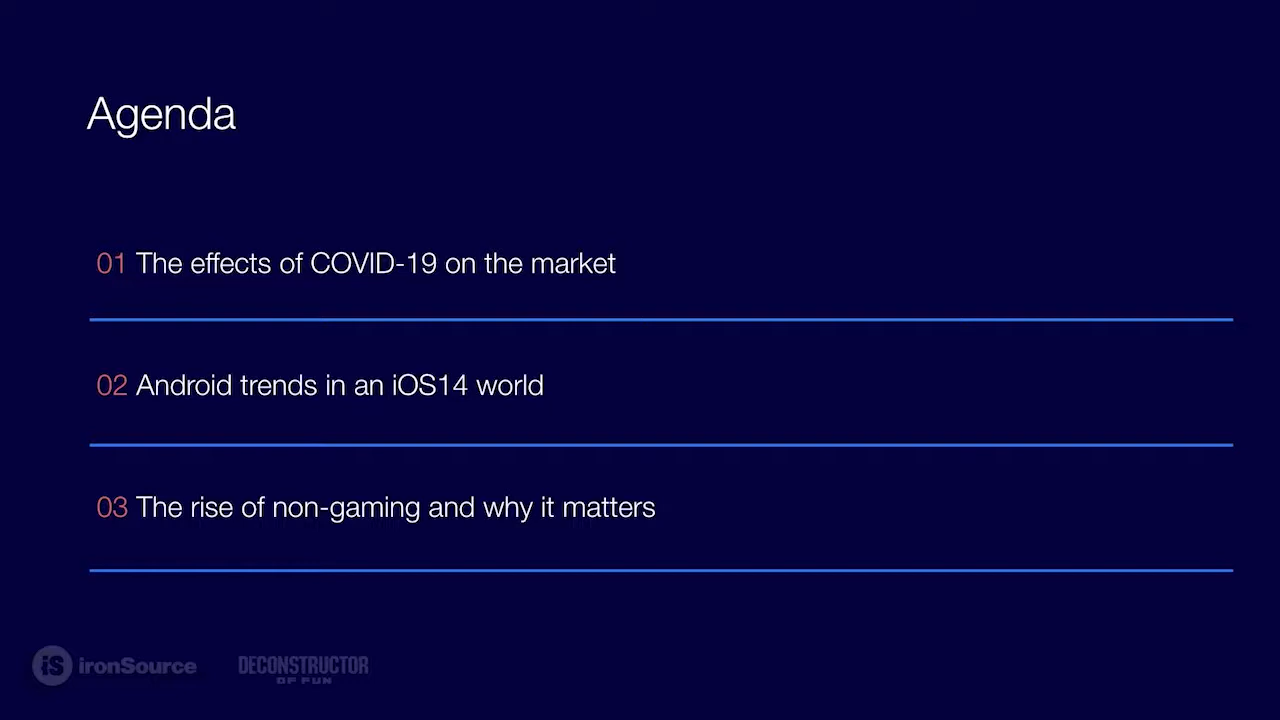 Agenda
01 The effects of COVID-19 on the market
02 Android trends in an iOS14 world
03 The rise of non-gaming and why it matters
iS ironSource
DECONSTRUCTOR
OF FUN